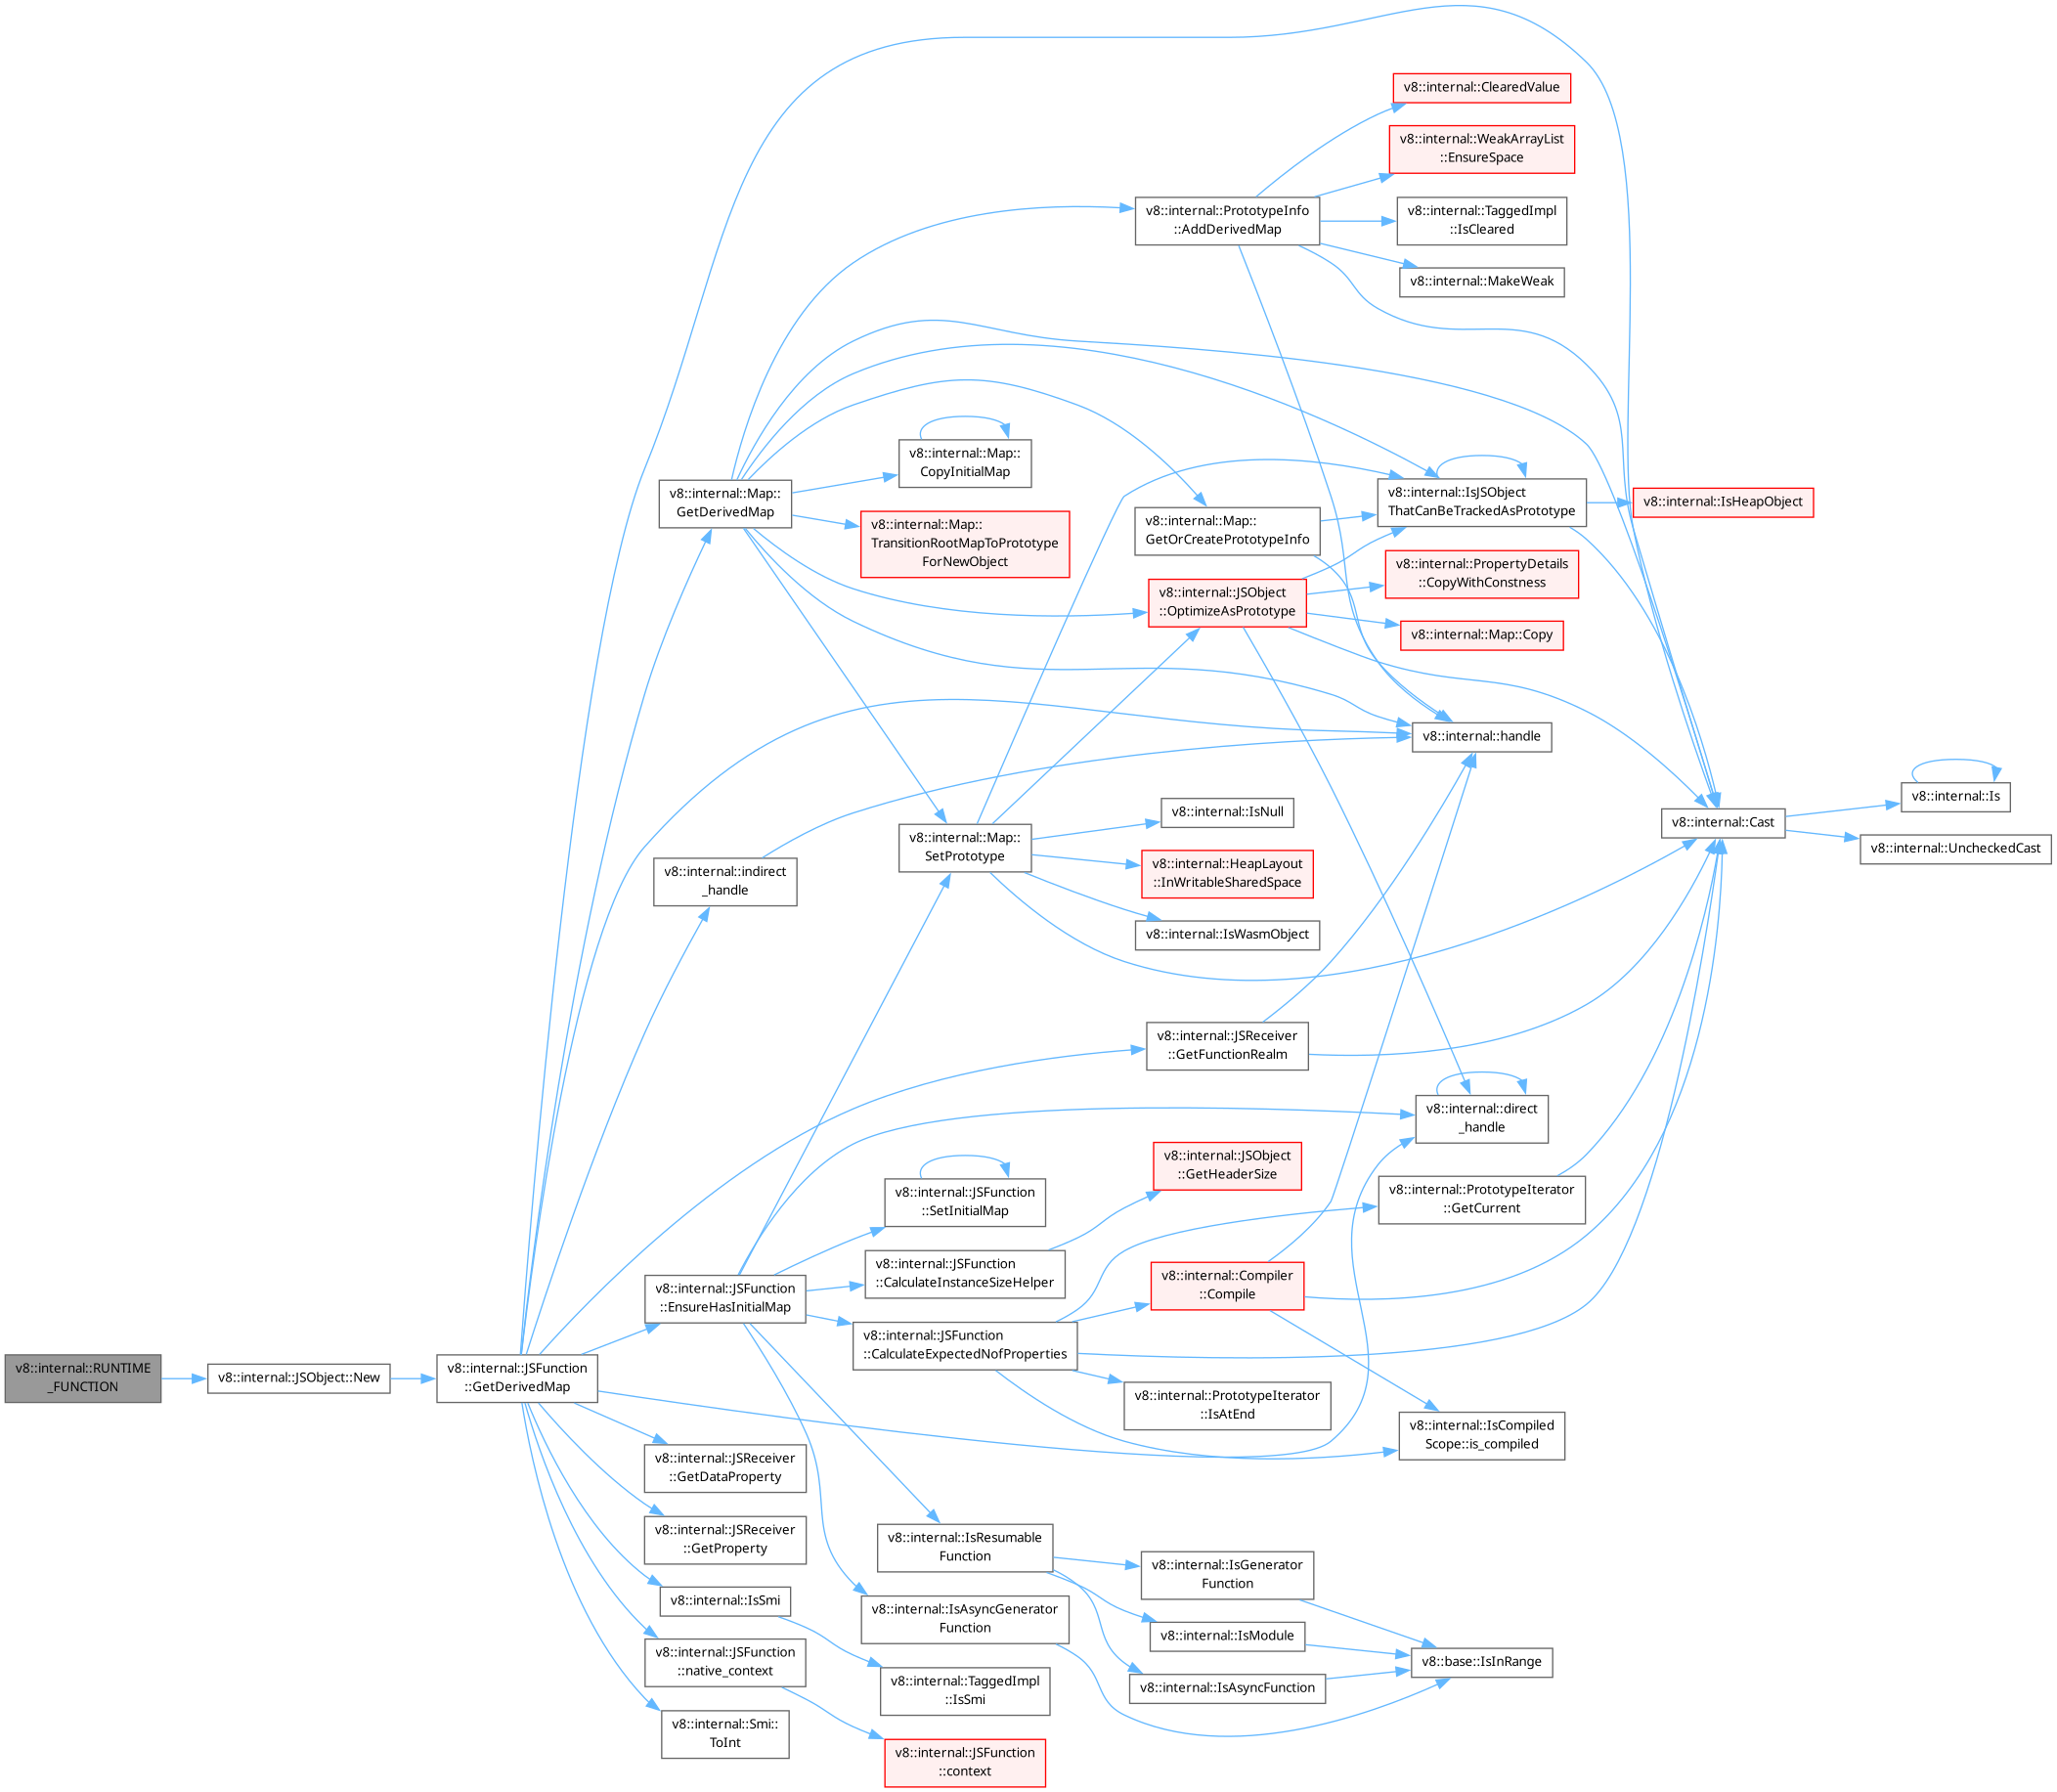 v8::internal::RUNTIME
_FUNCTION
v8::internal::JSObject::New
v8::internal::JSFunction
::GetDerivedMap
v8::internal::Map::
GetDerivedMap
v8::internal::indirect
_handle
v8::internal::JSFunction
::EnsureHasInitialMap
v8::internal::JSReceiver
::GetDataProperty
v8::internal::JSReceiver
::GetProperty
v8::internal::IsSmi
v8::internal::JSFunction
::native_context
v8::internal::Smi::
ToInt
v8::internal::Map::
CopyInitialMap
v8::internal::Map::
TransitionRootMapToPrototype
ForNewObject
v8::internal::Map::
SetPrototype
v8::internal::JSFunction
::SetInitialMap
v8::internal::JSFunction
::CalculateInstanceSizeHelper
v8::internal::JSFunction
::CalculateExpectedNofProperties
v8::internal::IsResumable
Function
v8::internal::IsAsyncGenerator
Function
v8::internal::TaggedImpl
::IsSmi
v8::internal::JSFunction
::context
v8::internal::PrototypeInfo
::AddDerivedMap
v8::internal::Map::
GetOrCreatePrototypeInfo
v8::internal::JSObject
::OptimizeAsPrototype
v8::internal::IsNull
v8::internal::HeapLayout
::InWritableSharedSpace
v8::internal::IsWasmObject
v8::internal::JSReceiver
::GetFunctionRealm
v8::internal::JSObject
::GetHeaderSize
v8::internal::Compiler
::Compile
v8::internal::PrototypeIterator
::IsAtEnd
v8::internal::IsGenerator
Function
v8::internal::IsModule
v8::internal::IsAsyncFunction
v8::internal::ClearedValue
v8::internal::WeakArrayList
::EnsureSpace
v8::internal::TaggedImpl
::IsCleared
v8::internal::MakeWeak
v8::internal::IsJSObject
ThatCanBeTrackedAsPrototype
v8::internal::PropertyDetails
::CopyWithConstness
v8::internal::Map::Copy
v8::internal::handle
v8::internal::direct
_handle
v8::internal::PrototypeIterator
::GetCurrent
v8::internal::IsCompiled
Scope::is_compiled
v8::base::IsInRange
v8::internal::IsHeapObject
v8::internal::Cast
v8::internal::Is
v8::internal::UncheckedCast